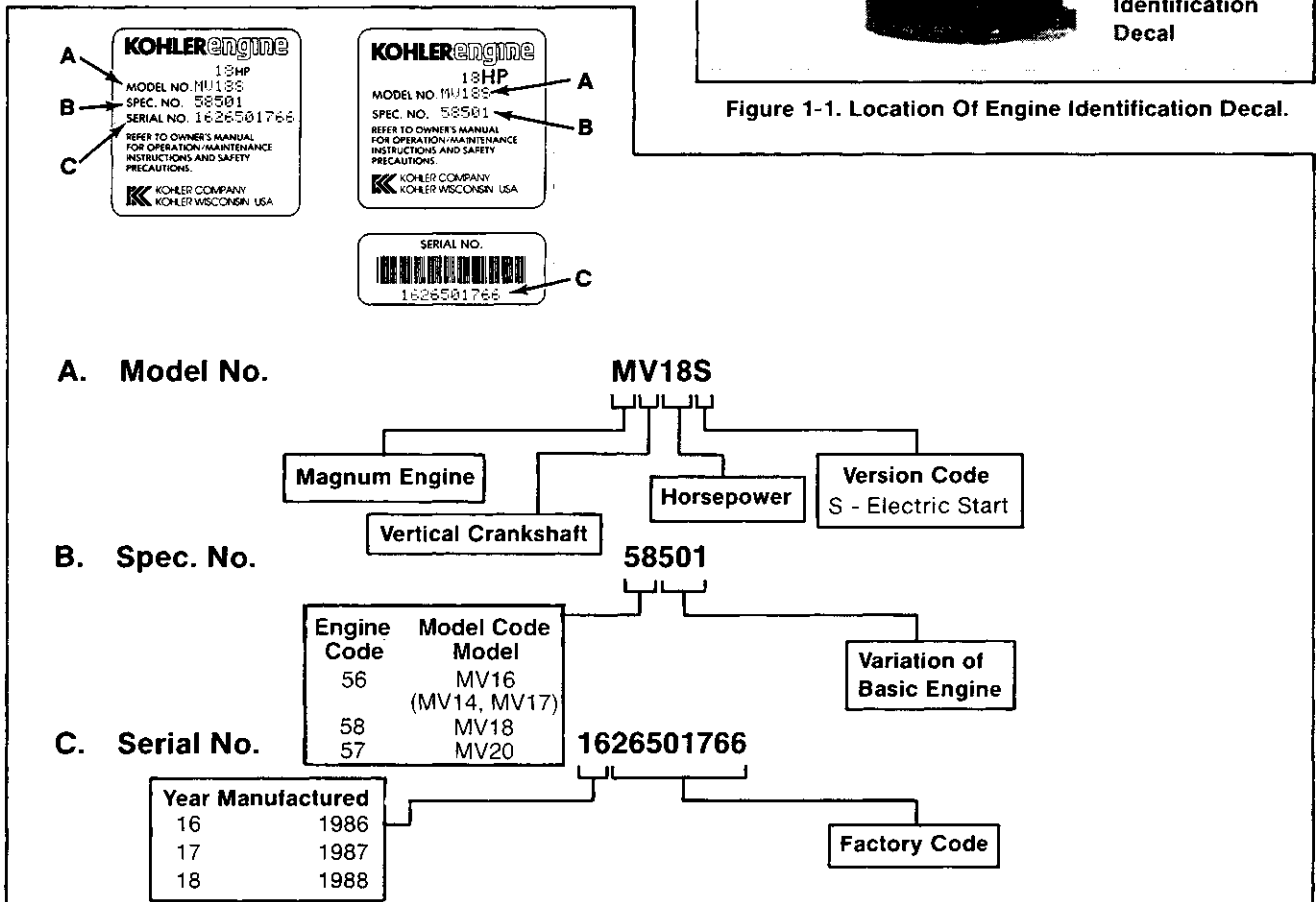 Identification
Decal
Figure 1-1. Location Of Engine Identification Decal.
KOHLERengine
18HP
MODEL NO. MV18S
SPEC. NO. 58501
SERIAL NO. 1626501766
REFER TO OWNER'S MANUAL
FOR OPERATION/MAINTENANCE
INSTRUCTIONS AND SAFETY
PRECAUTIONS.
KOHLER COMPANY
KOHLER WISCONSIN USA
A
B
C
KOHLERengine
18HP
MODEL NO. MV18S
SPEC. NO. 58501
REFER TO OWNER'S MANUAL
FOR OPERATION/MAINTENANCE
INSTRUCTIONS AND SAFETY
PRECAUTIONS.
KOHLER COMPANY
KOHLER WISCONSIN USA
A
B
SERIAL NO.
1626501766
C
A. Model No. MV18S
Magnum Engine
Vertical Crankshaft
Horsepower
Version Code
S - Electric Start
B. Spec. No. 58501
Engine Model Code
Code Model
56 MV16
(MV14, MV17)
58 MV18
57 MV20
Variation of
Basic Engine
C. Serial No. 1626501766
Year Manufactured
16 1986
17 1987
18 1988
Factory Code